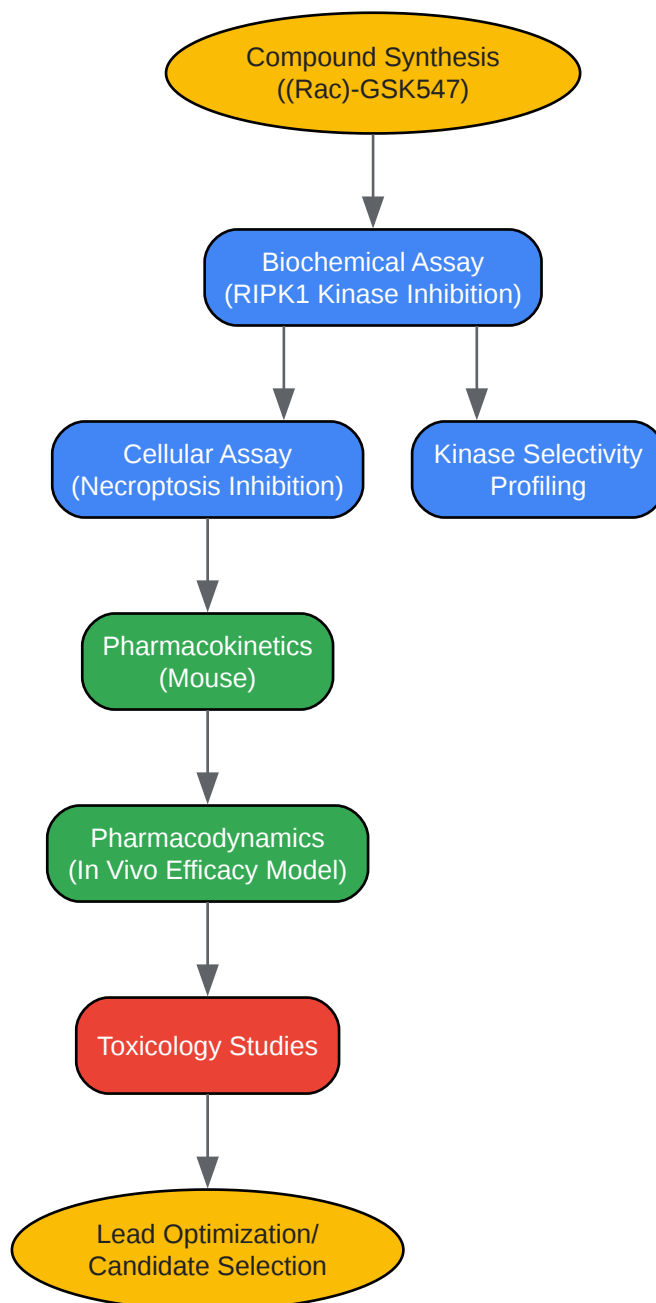 Compound Synthesis
((Rac)-GSK547)
Biochemical Assay
(RIPK1 Kinase Inhibition)
Cellular Assay
(Necroptosis Inhibition)
Kinase Selectivity
Profiling
Pharmacokinetics
(Mouse)
Pharmacodynamics
(In Vivo Efficacy Model)
Toxicology Studies
Lead Optimization/
Candidate Selection